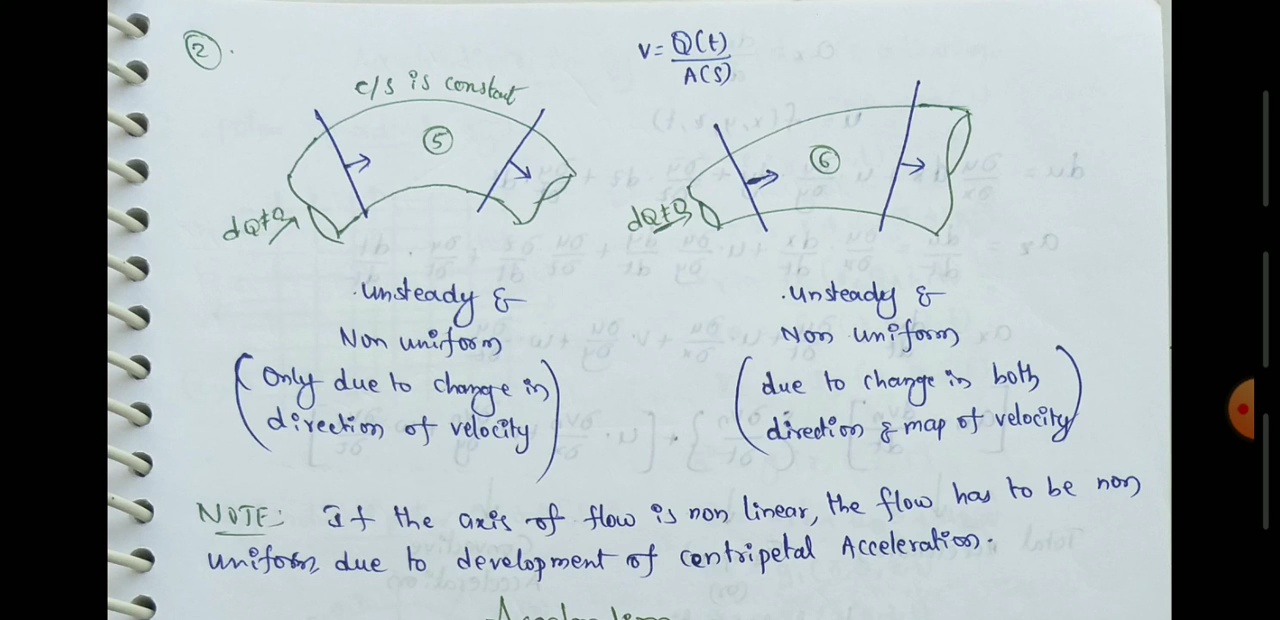 2.
V = Q(t)
A(S)
c/s is constant
5
6
dQ≠0
dQ≠0
.Unsteady &
Non uniform
(Only due to change in
direction of velocity)
.Unsteady &
Non uniform
(due to change in both
direction & map of velocity)
NOTE: If the axis of flow is non linear, the flow has to be non
uniform, due to development of centripetal Acceleration.